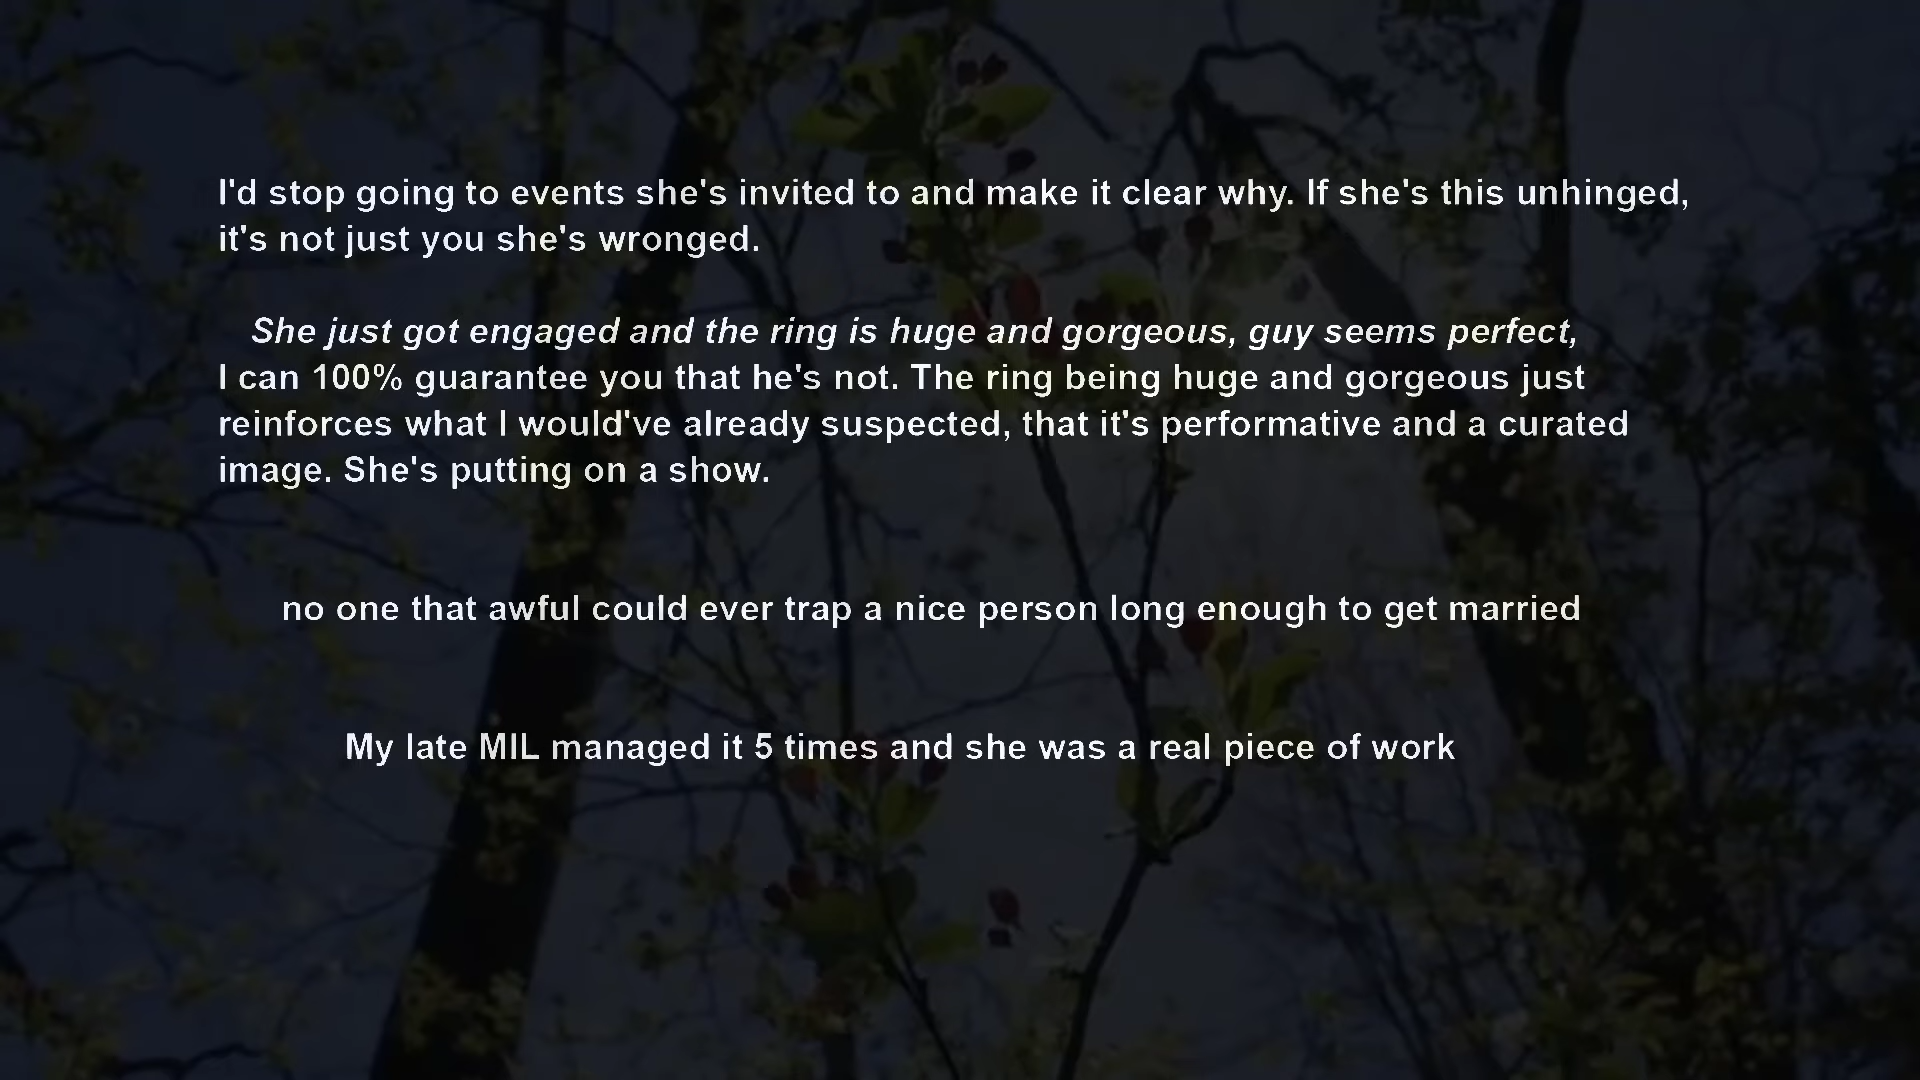 I'd stop going to events she's invited to and make it clear why. If she's this unhinged,
it's not just you she's wronged.
She just got engaged and the ring is huge and gorgeous, guy seems perfect,
I can 100% guarantee you that he's not. The ring being huge and gorgeous just
reinforces what I would've already suspected, that it's performative and a curated
image. She's putting on a show.
no one that awful could ever trap a nice person long enough to get married
My late MIL managed it 5 times and she was a real piece of work